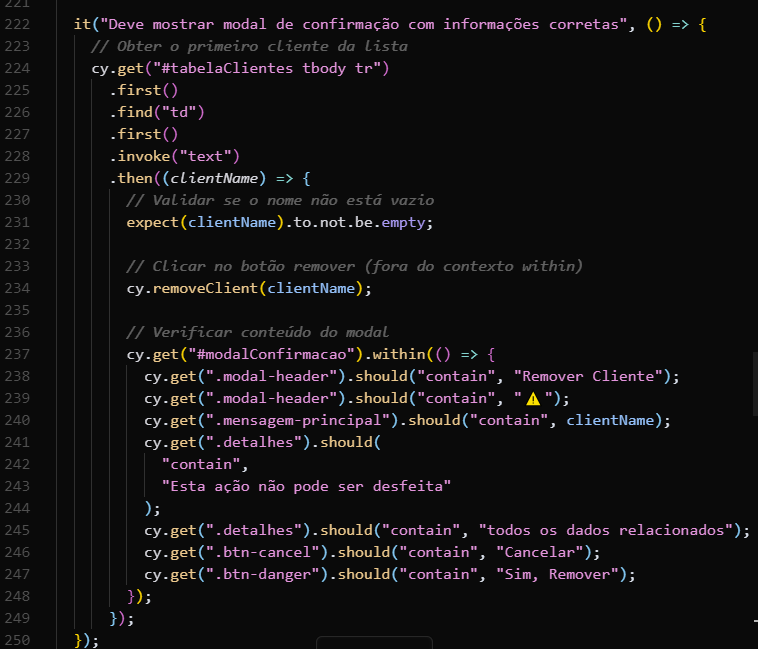 221
222 it("Deve mostrar modal de confirmação com informações corretas", () => {
223 // Obter o primeiro cliente da lista
224 cy.get("#tabelaClientes tbody tr")
225 .first()
226 .find("td")
227 .first()
228 .invoke("text")
229 .then((clientName) => {
230 // Validar se o nome não está vazio
231 expect(clientName).to.not.be.empty;
232
233 // Clicar no botão remover (fora do contexto within)
234 cy.removeClient(clientName);
235
236 // Verificar conteúdo do modal
237 cy.get("#modalConfirmacao").within(() => {
238 cy.get(".modal-header").should("contain", "Remover Cliente");
239 cy.get(".modal-header").should("contain", "⚠️");
240 cy.get(".mensagem-principal").should("contain", clientName);
241 cy.get(".detalhes").should(
242 "contain",
243 "Esta ação não pode ser desfeita"
244 );
245 cy.get(".detalhes").should("contain", "todos os dados relacionados");
246 cy.get(".btn-cancel").should("contain", "Cancelar");
247 cy.get(".btn-danger").should("contain", "Sim, Remover");
248 });
249 });
250 });